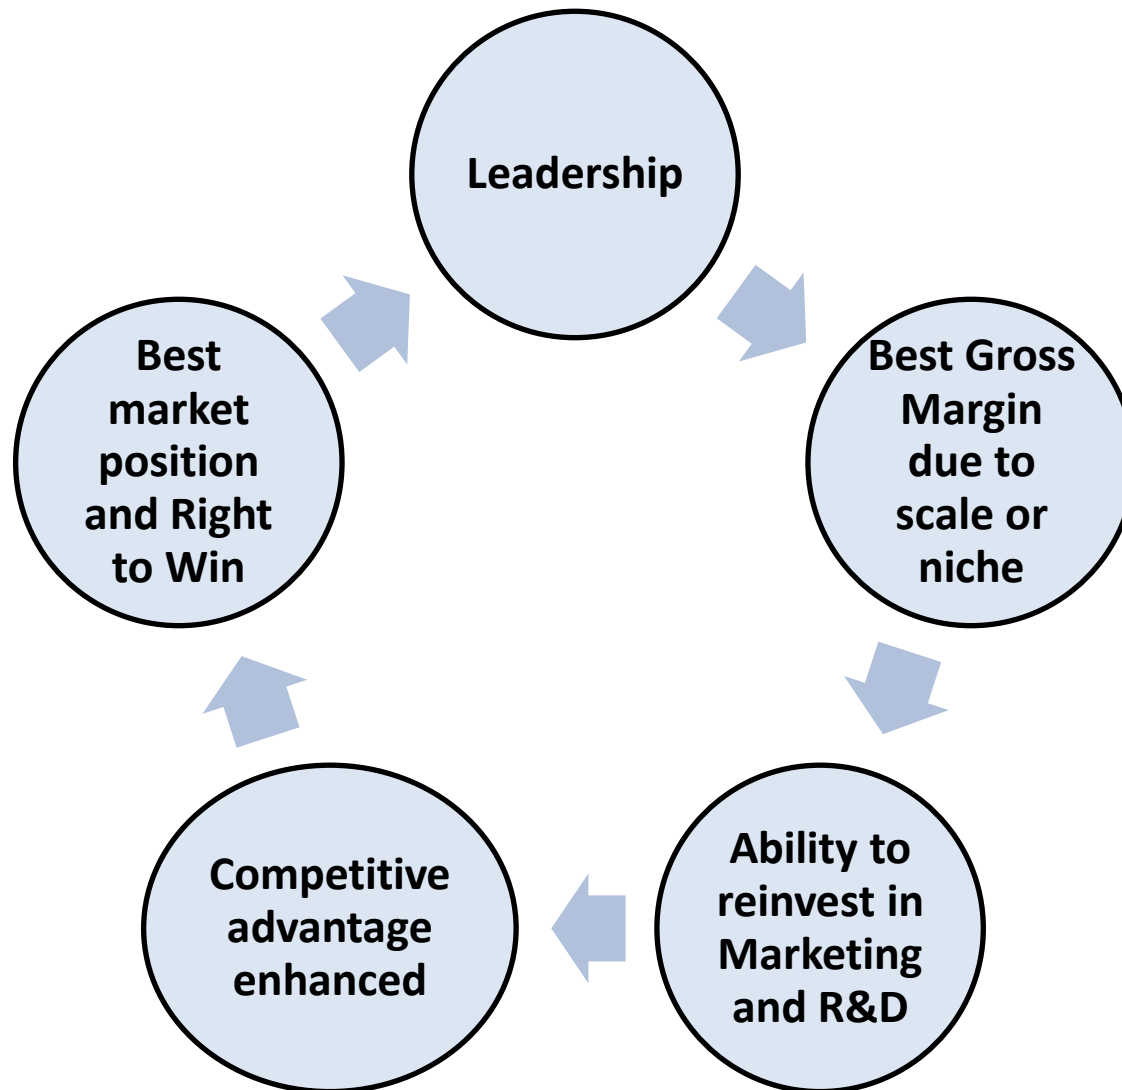 Leadership
Best Gross
Margin
due to
scale or
niche
Ability to
reinvest in
Marketing
and R&D
Competitive
advantage
enhanced
Best
market
position
and Right
to Win